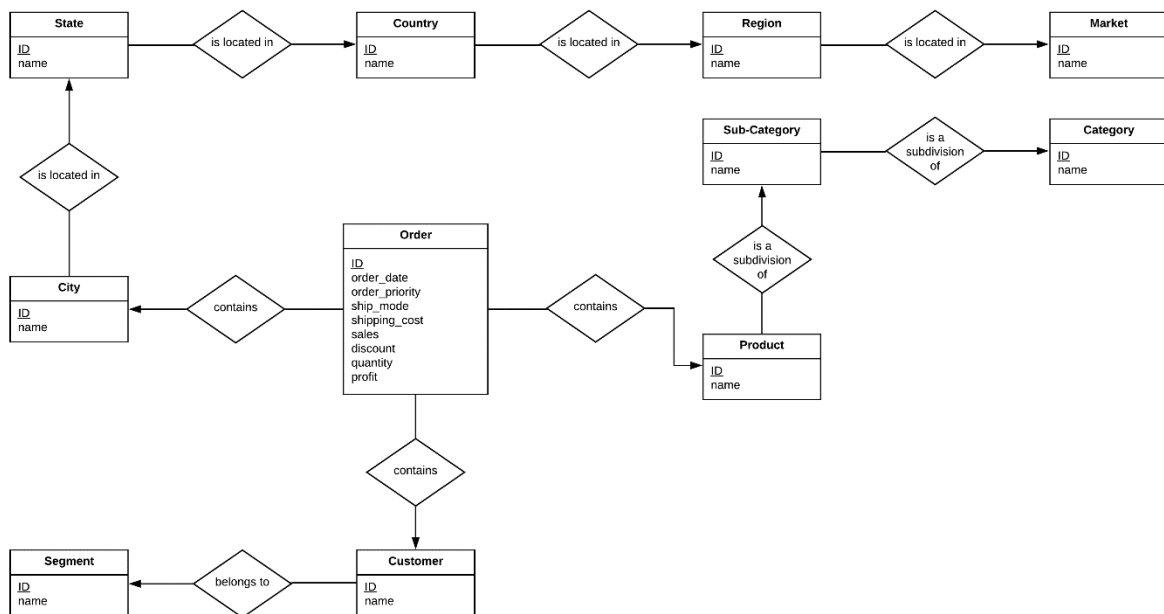 State
ID
name
is located in
Country
ID
name
is located in
Region
ID
name
is located in
Market
ID
name
Sub-Category
ID
name
is a
subdivision
of
Category
ID
name
is located in
is a
subdivision
of
Order
ID
order_date
order_priority
ship_mode
shipping_cost
sales
discount
quantity
profit
City
ID
name
contains
contains
Product
ID
name
contains
Segment
ID
name
belongs to
Customer
ID
name